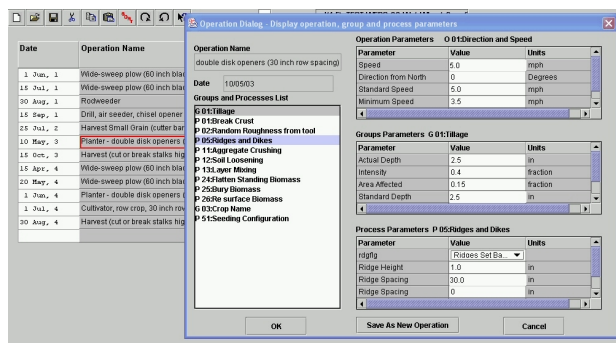 Operation Dialog - Display operation, group and process parameters
Date Operation Name
1 Jun, 1 Wide-sweep plow (60 inch blad
15 Jul, 1 Wide-sweep plow (60 inch blad
30 Aug, 1 Rodweeder
15 Sep, 1 Drill, air seeder, chisel opener
25 Jul, 2 Harvest Small Grain (cutter bar
10 May, 3 Planter - double disk openers (
15 Oct, 3 Harvest (cut or break stalks hig
15 Apr, 4 Wide-sweep plow (60 inch blad
20 May, 4 Wide-sweep plow (60 inch blad
1 Jun, 4 Planter - double disk openers (
1 Jul, 4 Cultivator, row crop, 30 inch row
30 Aug, 4 Harvest (cut or break stalks hig
Operation Name
double disk openers (30 inch row spacing)
Date 10/05/03
Groups and Processes List
G 01:Tillage
P 01:Break Crust
P 02:Random Roughness from tool
P 05:Ridges and Dikes
P 11:Aggregate Crushing
P 12:Soil Loosening
P 13:Layer Mixing
P 24:Flatten Standing Biomass
P 25:Bury Biomass
P 26:Re surface Biomass
G 03:Crop Name
P 51:Seeding Configuration
OK
Operation Parameters O 01:Direction and Speed
Parameter Value Units
Speed 5.0 mph
Direction from North 0 Degrees
Standard Speed 5.0 mph
Minimum Speed 3.5 mph
Groups Parameters G 01:Tillage
Parameter Value Units
Actual Depth 2.5 in
Intensity 0.4 fraction
Area Affected 0.15 fraction
Standard Depth 2.5 in
Process Parameters P 05:Ridges and Dikes
Parameter Value Units
rdgflg Ridges Set Ba...
Ridge Height 1.0 in
Ridge Spacing 30.0 in
Ridge Spacing 0 in
Save As New Operation Cancel